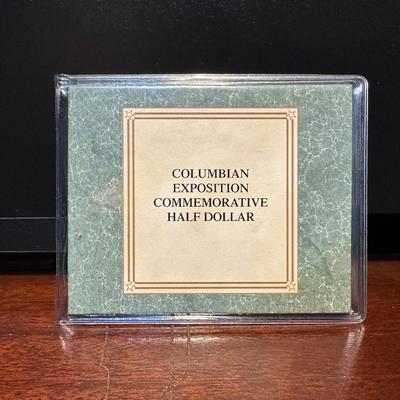 COLUMBIAN
EXPOSITION
COMMEMORATIVE
HALF DOLLAR